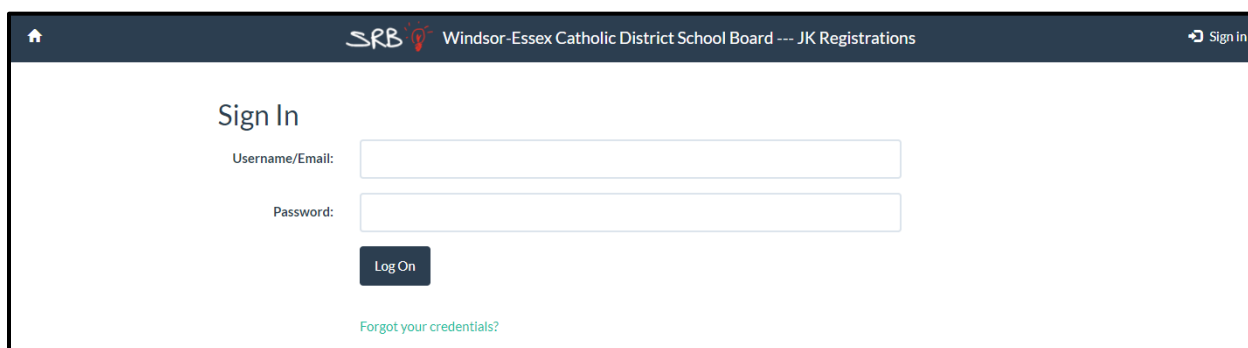 SRB Windsor-Essex Catholic District School Board --- JK Registrations Sign in
Sign In
Username/Email:
Password:
Log On
Forgot your credentials?